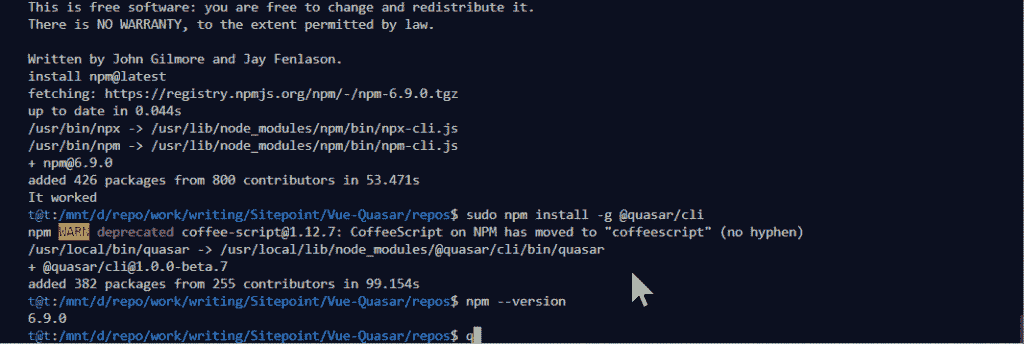 This is free software: you are free to change and redistribute it.
There is NO WARRANTY, to the extent permitted by law.
Written by John Gilmore and Jay Fenlason.
install npm@latest
fetching: https://registry.npmjs.org/npm/-/npm-6.9.0.tgz
up to date in 0.044s
/usr/bin/npx -> /usr/lib/node_modules/npm/bin/npx-cli.js
/usr/bin/npm -> /usr/lib/node_modules/npm/bin/npm-cli.js
+ npm@6.9.0
added 426 packages from 800 contributors in 53.471s
It worked
t@t:/mnt/d/repo/work/writing/Sitepoint/Vue-Quasar/repos$ sudo npm install -g @quasar/cli
npm WARN deprecated coffee-script@1.12.7: CoffeeScript on NPM has moved to "coffeescript" (no hyphen)
/usr/local/bin/quasar -> /usr/local/lib/node_modules/@quasar/cli/bin/quasar
+ @quasar/cli@1.0.0-beta.7
added 382 packages from 255 contributors in 99.154s
t@t:/mnt/d/repo/work/writing/Sitepoint/Vue-Quasar/repos$ npm --version
6.9.0
t@t:/mnt/d/repo/work/writing/Sitepoint/Vue-Quasar/repos$ q